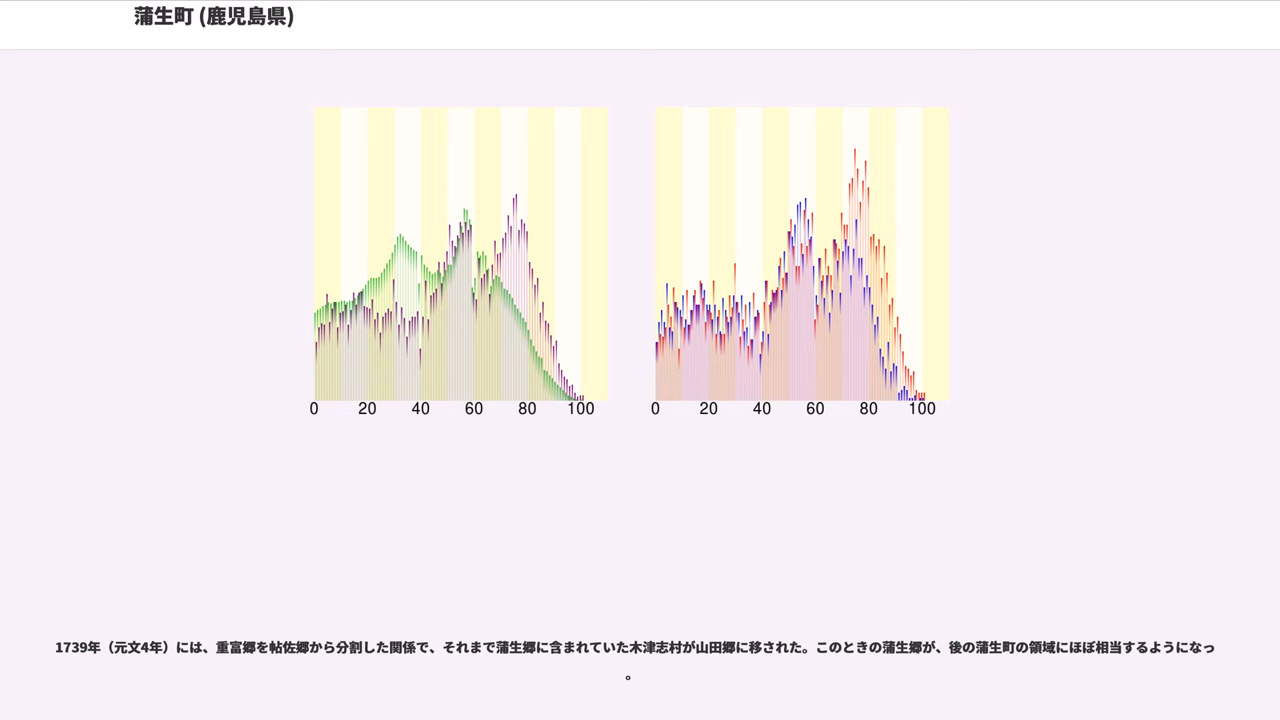 蒲生町 (鹿児島県)
0 20 40 60 80 100 0 20 40 60 80 100
1739年（元文4年）には、重富郷を帖佐郷から分割した関係で、それまで蒲生郷に含まれていた木津志村が山田郷に移された。このときの蒲生郷が、後の蒲生町の領域にほぼ相当するようになっ
。